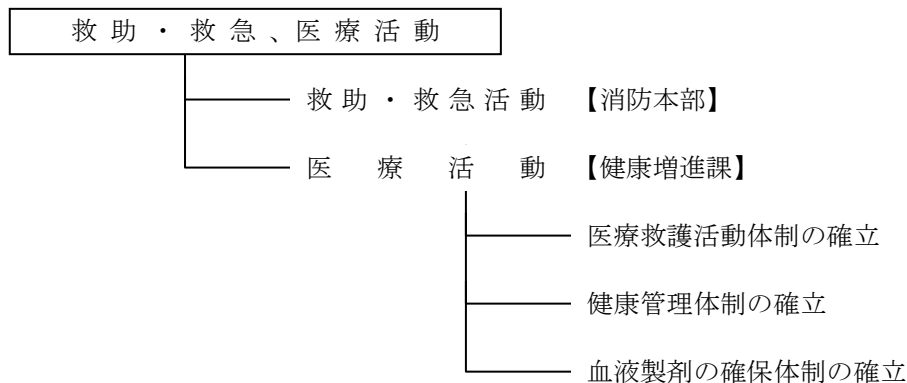 救助・救急、医療活動
救助・救急活動 【消防本部】
医療活動 【健康増進課】
医療救護活動体制の確立
健康管理体制の確立
血液製剤の確保体制の確立